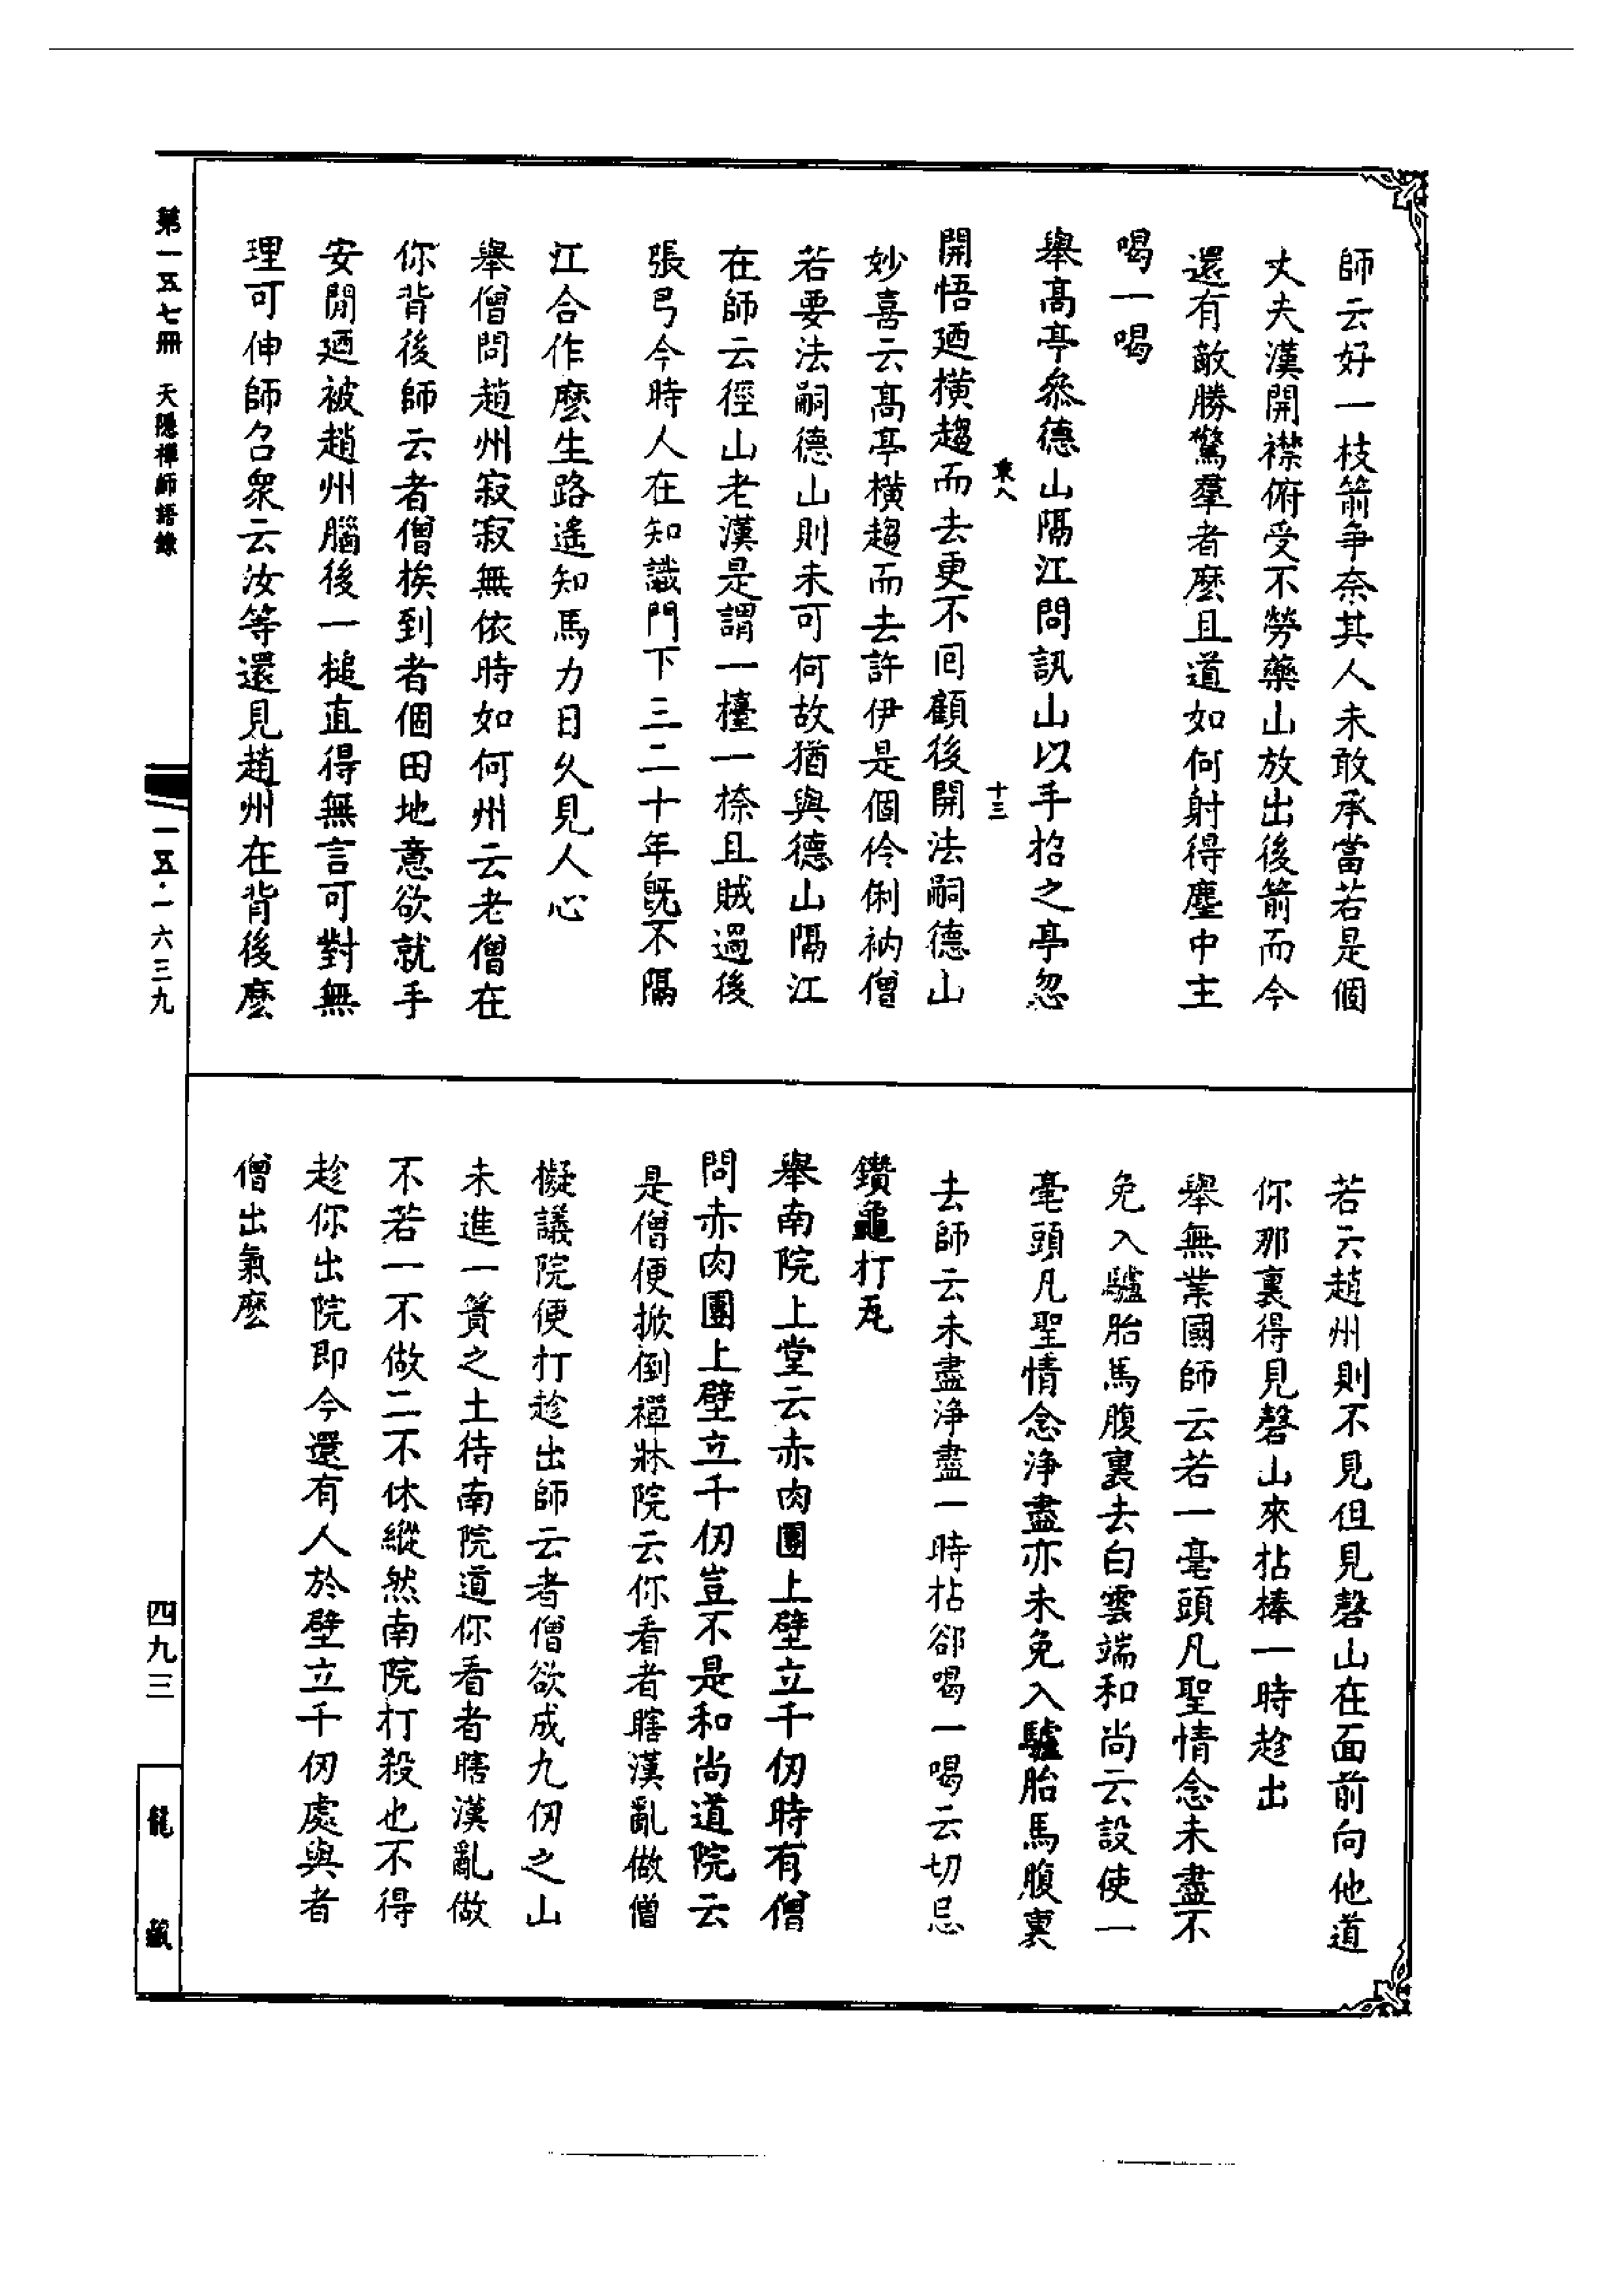 師云好一枝箭爭奈其人未敢承當若是個
丈夫漢開襟俯受不勞藥山放出後箭而今
還有敵勝驚羣者麽且道如何射得麈中主
喝一喝
舉髙亭叅德山隔江問訊山以手招之亭忽
東八
十三
開悟廼橫趨而去更不囘顧後開法嗣德山
妙喜云髙亭橫趨而去許伊是個伶俐衲僧
若要法嗣德山則未可何故猶與德山隔江
在師云徑山老漢是謂一擡一捺且賊過後
張弓今時人在知識門下三二十年旣不隔
江合作麽生路遙知馬力日久見人心
舉僧問趙州寂寂無依時如何州云老僧在
你背後師云者僧挨到者個田地意欲就手
安閒廼被趙州腦後一槌直得無言可對無
理可伸師召衆云汝等還見趙州在背後麽
若云趙州則不見但見磬山在面前向他道
你那裏得見磬山來拈棒一時趁出
舉無業國師云若一毫頭凡聖情念未盡不
免入驢胎馬腹裏去白雲端和尚云設使一
毫頭凡聖情念淨盡亦未免入驢胎馬腹裏
去師云未盡淨盡一時拈郤喝一喝云切忌
鑽龜打瓦
舉南院上堂云赤肉團上壁立千仞時有僧
問赤肉團上壁立千仞豈不是和尚道院云
是僧便掀倒禪牀院云你看者瞎漢亂做僧
擬議院便打趁出師云者僧欲成九仞之山
未進一簣之土待南院道你看者瞎漢亂做
不若一不做二不休縱然南院打殺也不得
趁你出院即今還有人於壁立千仞處與者
僧出氣麽
第一五七冊 天隱禪師語錄
一五·一六三九
四九三
龍藏